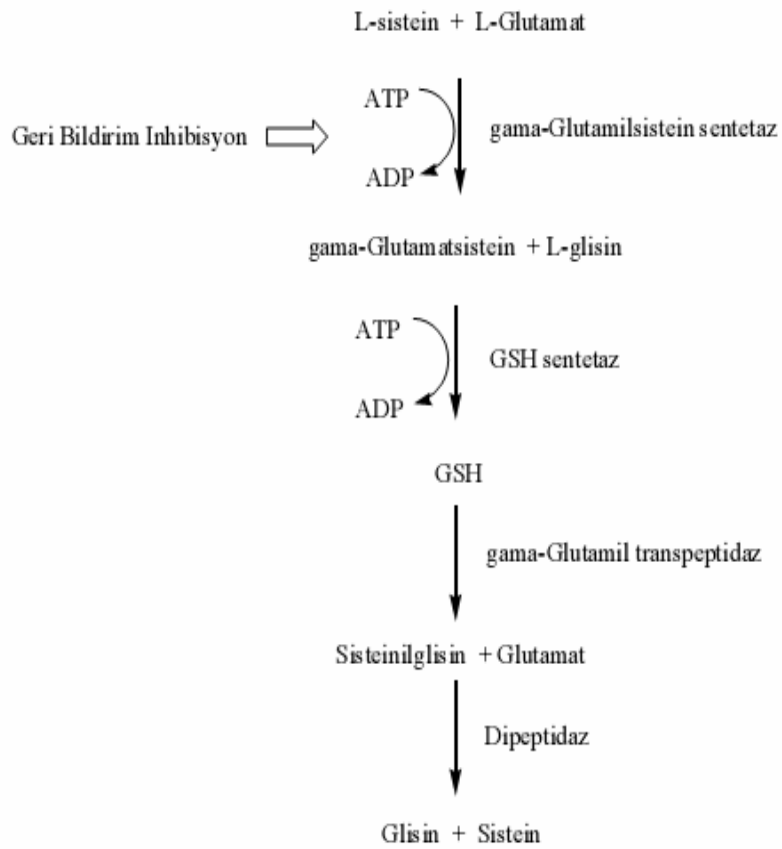 L-sistein + L-Glutamat
ATP
gama-Glutamilsistein sentetaz
Geri Bildirim Inhibisyon
ADP
gama-Glutamatsistein + L-glisin
ATP
GSH sentetaz
ADP
GSH
gama-Glutamil transpeptidaz
Sisteinilglisin + Glutamat
Dipeptidaz
Glisin + Sistein